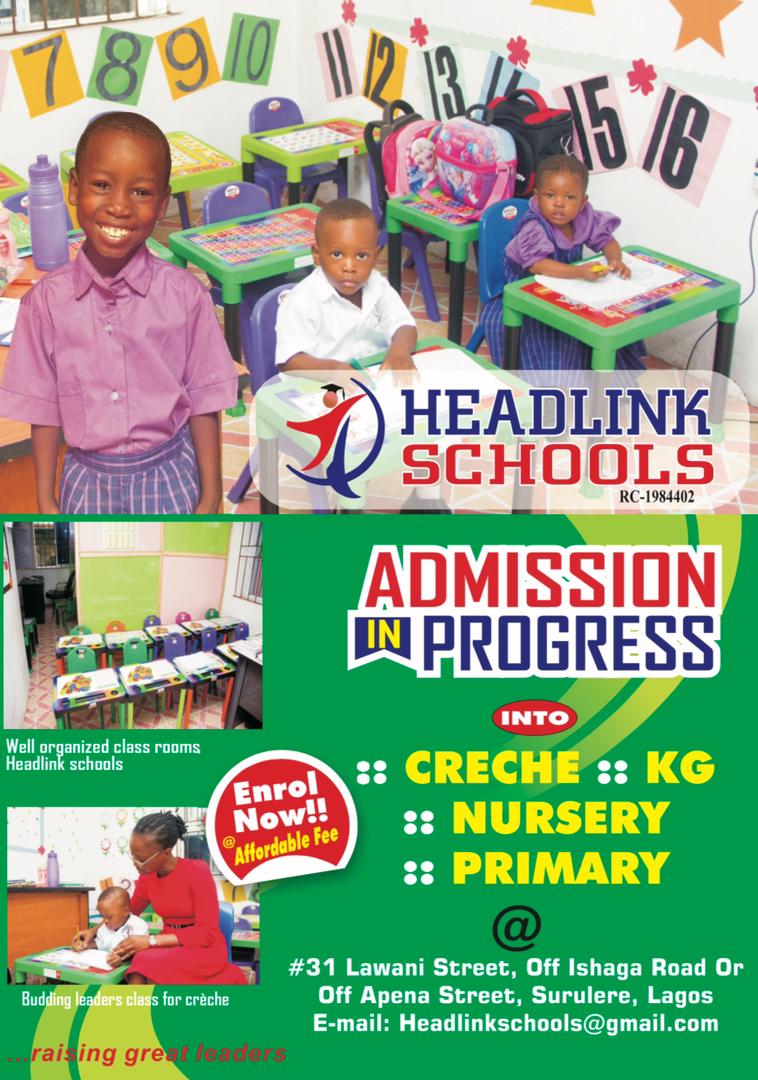 7 8 9 10 11 12 13 14 15 16
HEADLINK
SCHOOLS
RC-1984402
ADMISSION
IN PROGRESS
INTO
:: CRECHE :: KG
:: NURSERY
:: PRIMARY
@
#31 Lawani Street, Off Ishaga Road Or
Off Apena Street, Surulere, Lagos
E-mail: Headlinkschools@gmail.com
Well organized class rooms,
Headlink schools
Enrol
Now!!
@ Affordable Fee
Budding leaders class for crèche
...raising great leaders